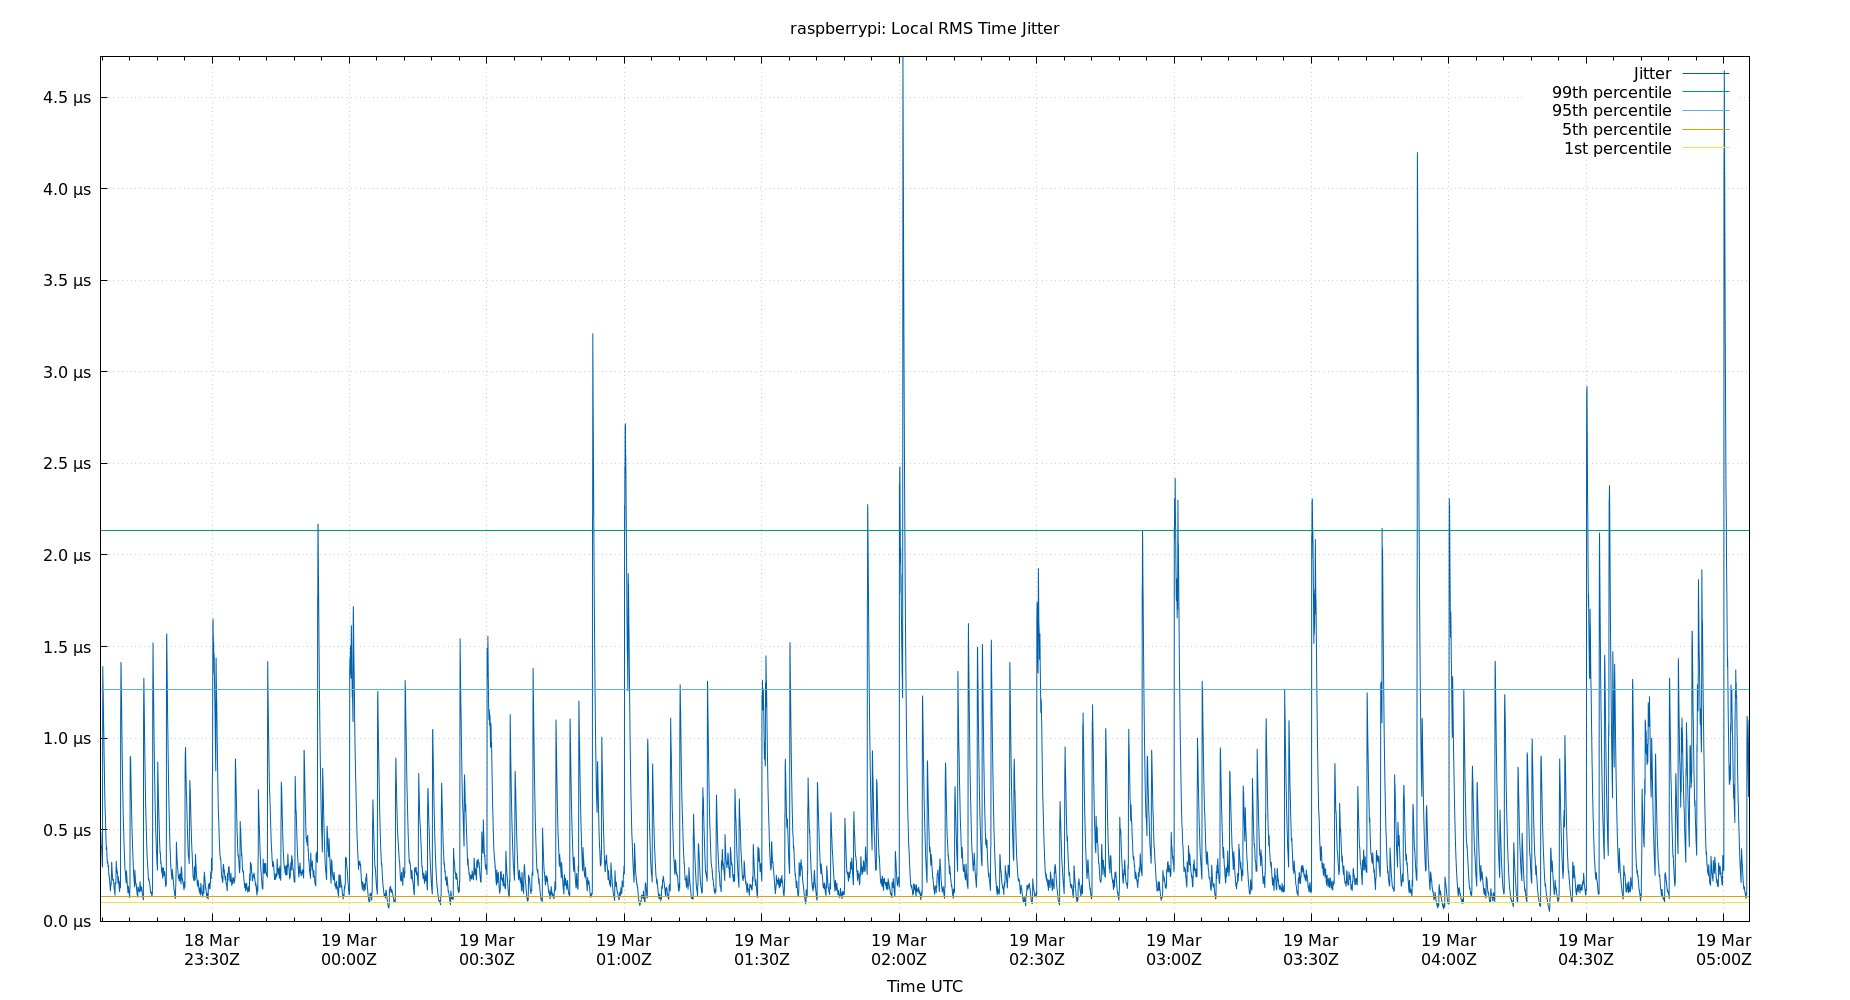 raspberrypi: Local RMS Time Jitter
Jitter
99th percentile
95th percentile
5th percentile
1st percentile
4.5 µs
4.0 µs
3.5 µs
3.0 µs
2.5 µs
2.0 µs
1.5 µs
1.0 µs
0.5 µs
0.0 µs
18 Mar 19 Mar 19 Mar 19 Mar 19 Mar 19 Mar 19 Mar 19 Mar 19 Mar 19 Mar 19 Mar 19 Mar
23:30Z 00:00Z 00:30Z 01:00Z 01:30Z 02:00Z 02:30Z 03:00Z 03:30Z 04:00Z 04:30Z 05:00Z
Time UTC